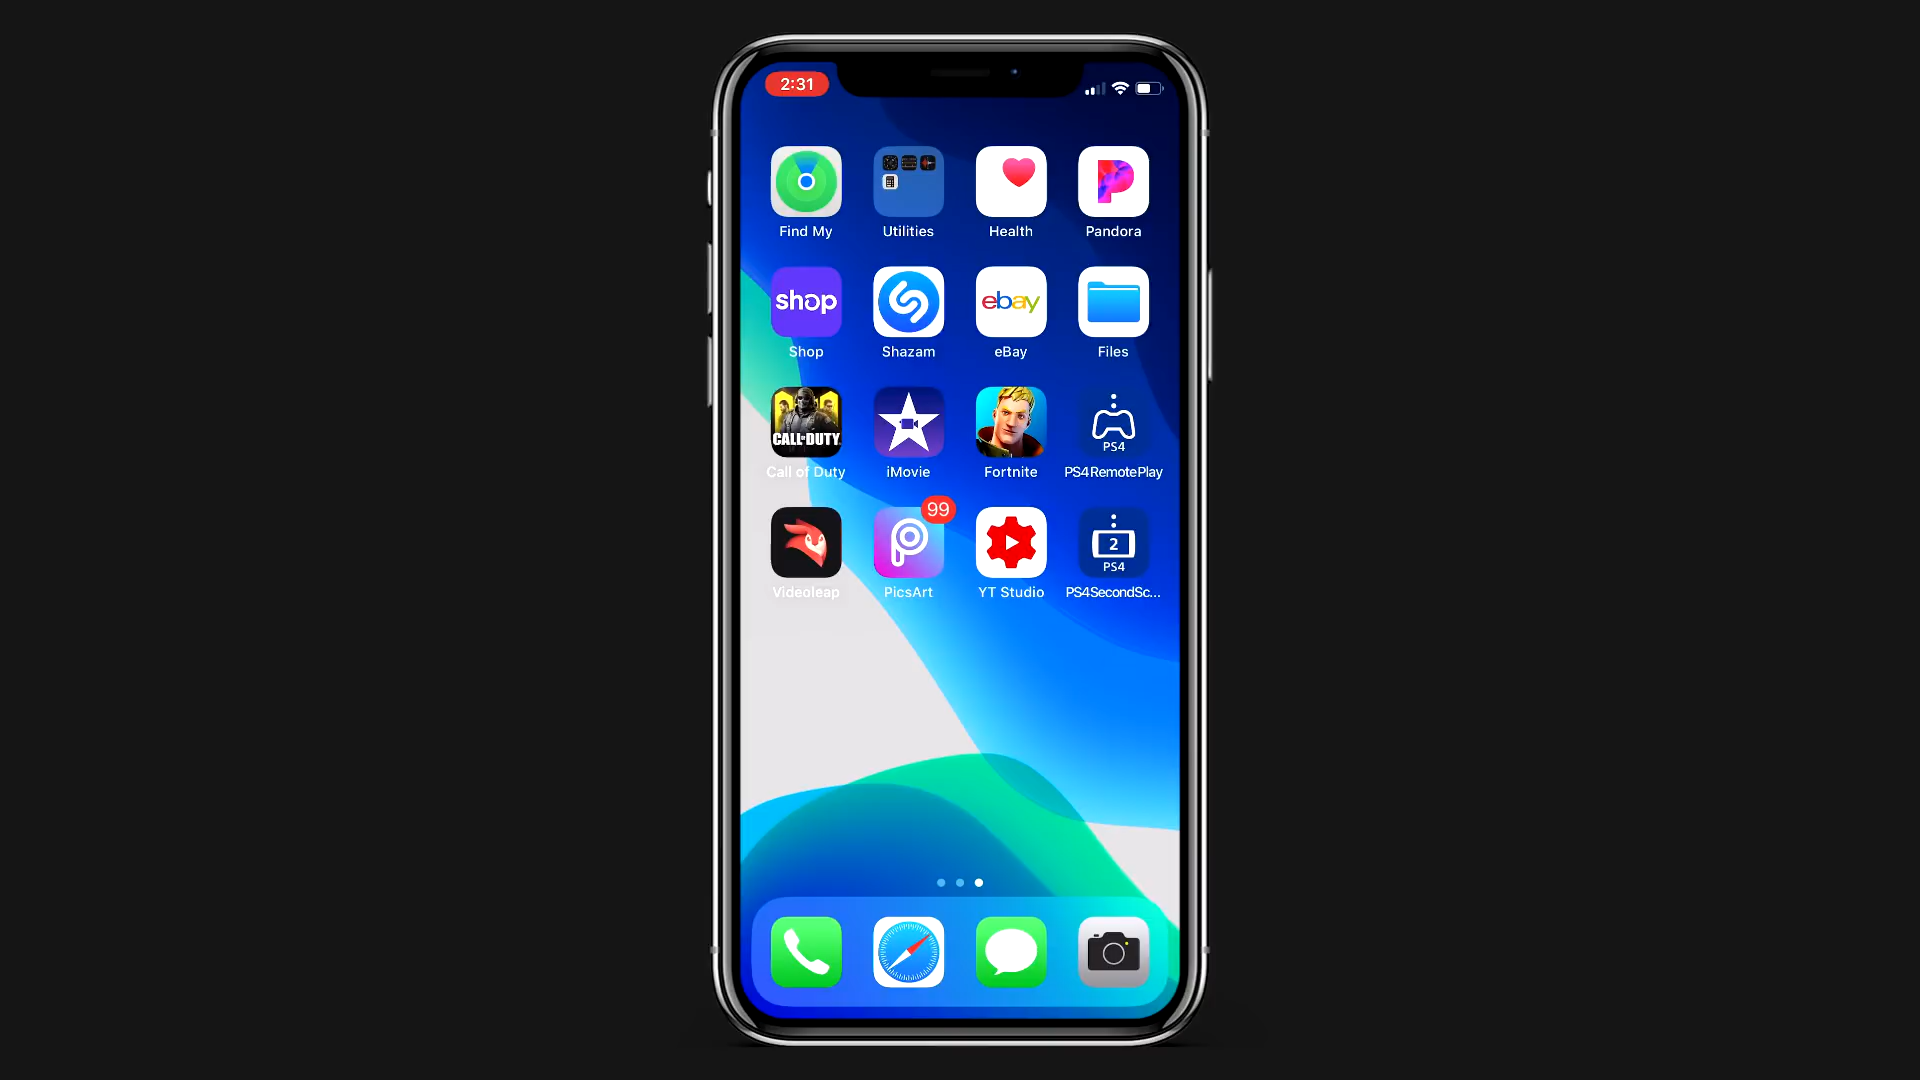 2:31
Find My
Utilities
Health
Pandora
shop
ebay
Shop
Shazam
eBay
Files
CALL OF DUTY
PS4
Call of Duty
iMovie
Fortnite
PS4RemotePlay
99
2
PS4
Videoleap
PicsArt
YT Studio
PS4SecondSc...